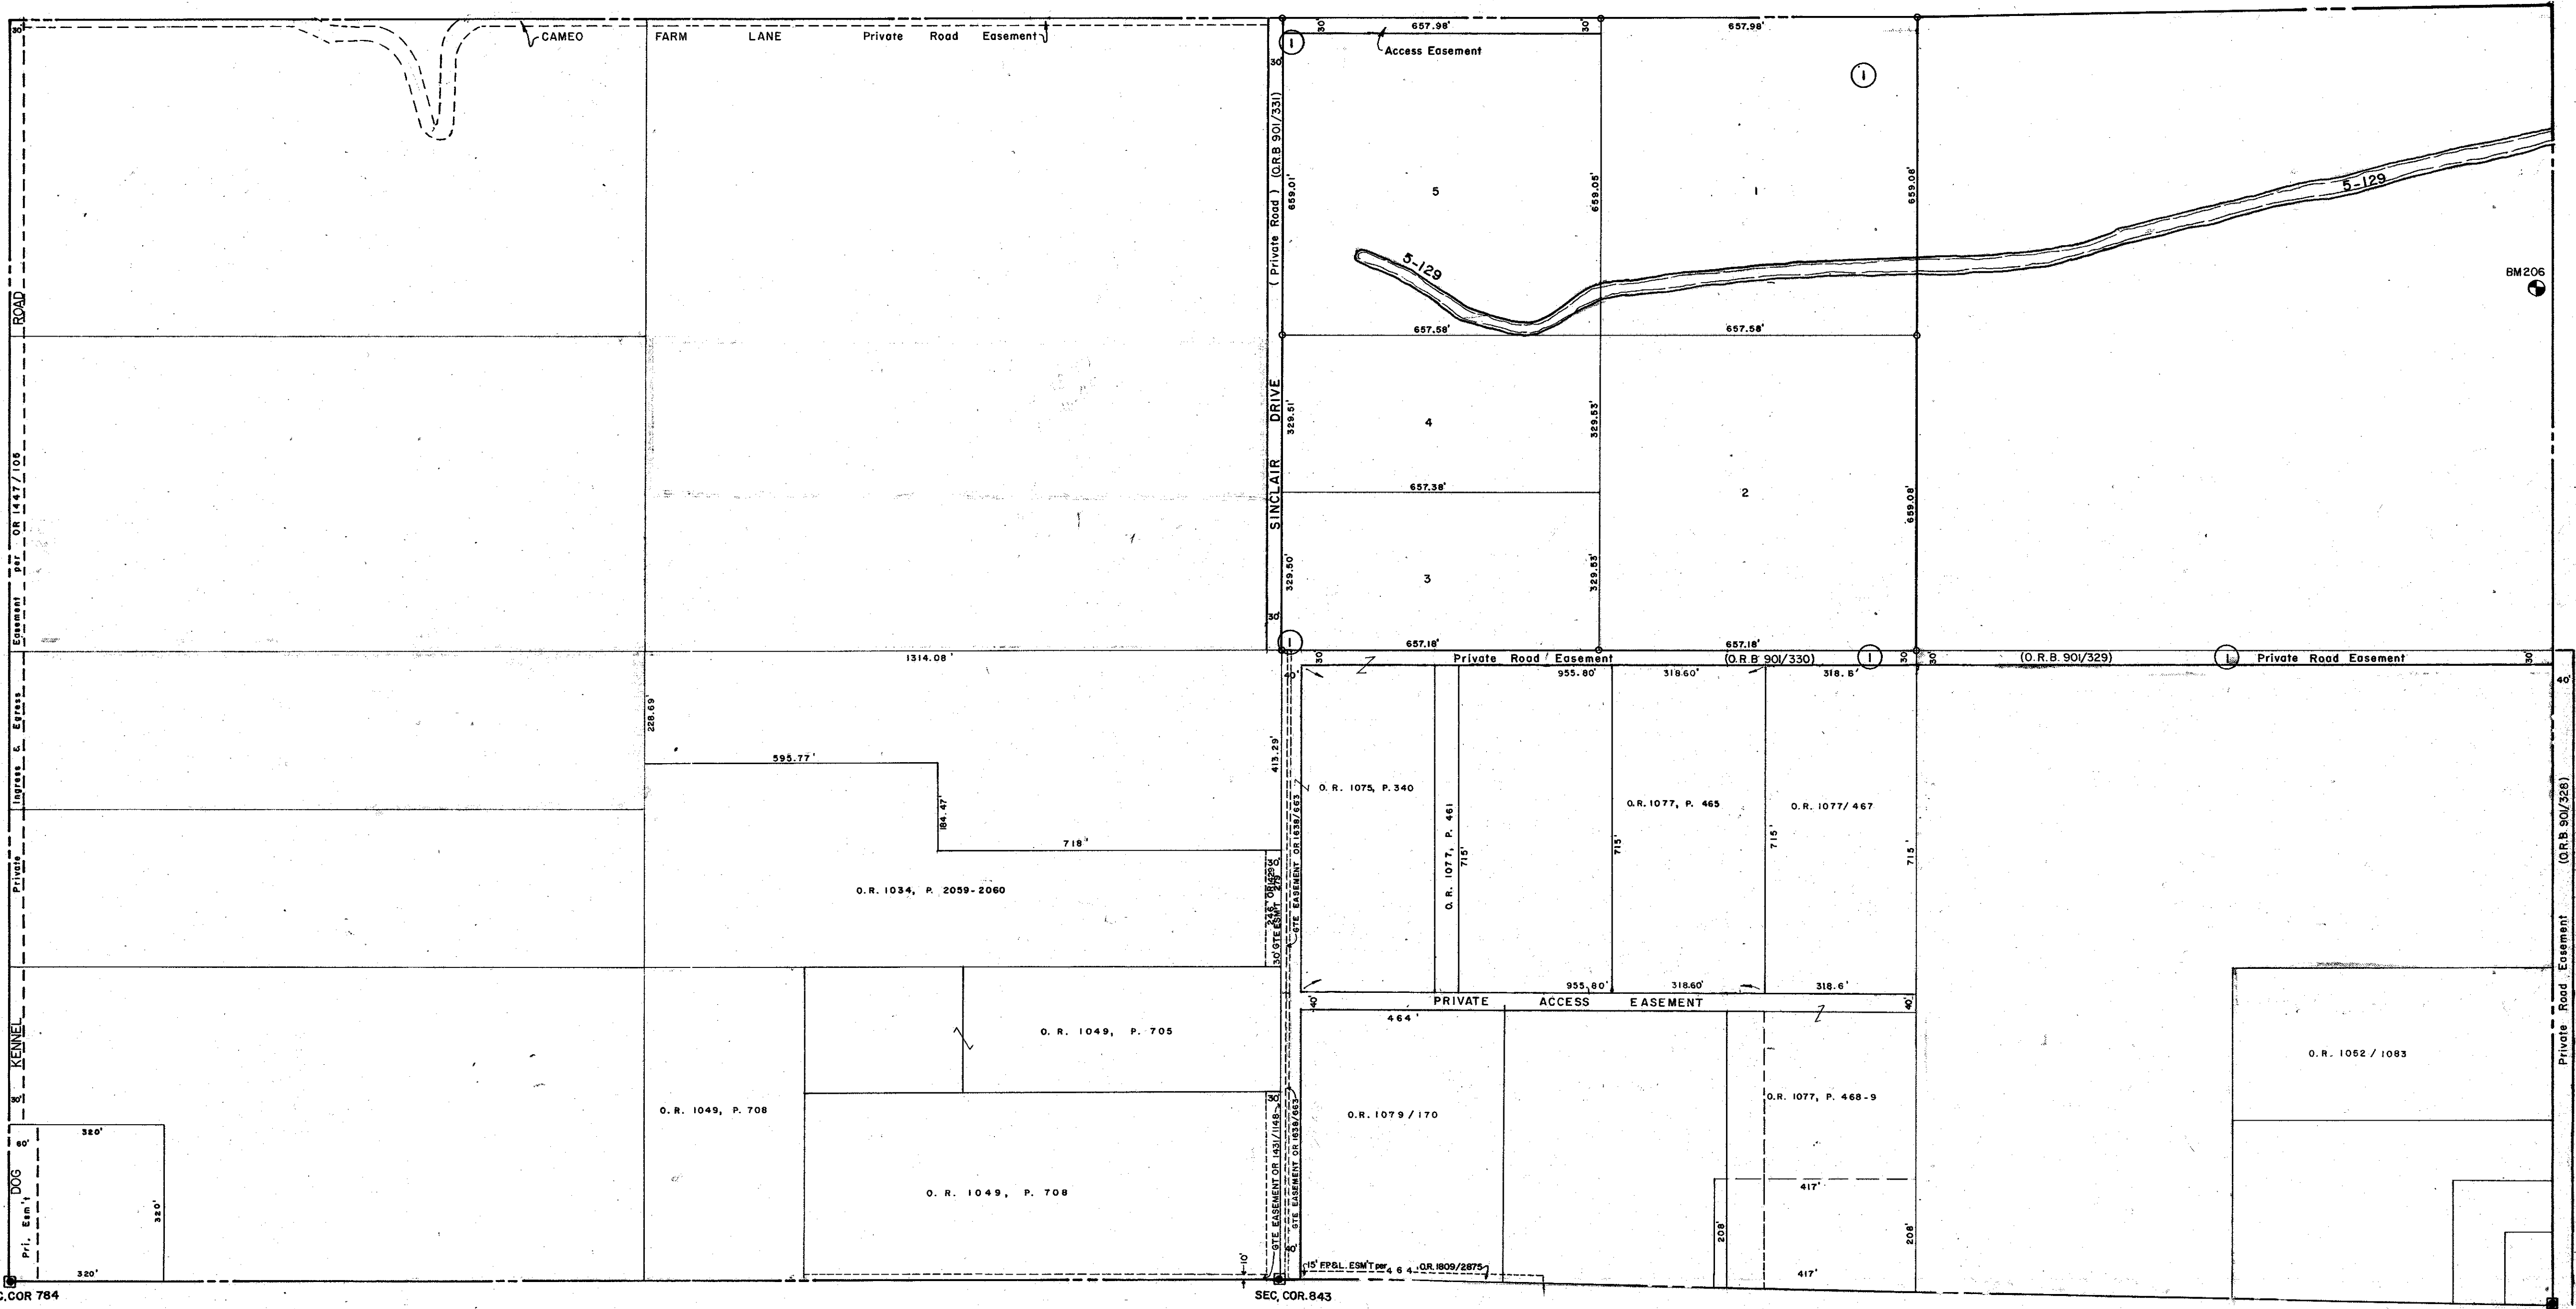 30'
CAMEO FARM LANE Private Road Easement
30'
657.98'
30'
657.98'
Access Easement
1
1
30'
SINCLAIR DRIVE (Private Road) (O.R.B 901/331)
659.01'
659.05'
659.08'
5
1
5-129
5-129
BM 206
657.58'
657.58'
329.51'
329.53'
4
657.38'
2
659.08'
329.50'
329.53'
3
30'
657.18'
657.18'
1
1314.08'
30'
Private Road Easement (O.R.B 901/330)
1
30'
30'
(O.R.B. 901/329)
1
Private Road Easement
30'
40'
40'
955.80'
318.60'
318.6'
228.69'
595.77'
184.47'
718'
413.29'
GTE EASEMENT OR 1638/663
O. R. 1075, P. 340
O. R. 1077, P. 461
715'
O.R. 1077, P. 465
715'
O.R. 1077/467
715'
715'
Private Road Easement (O.R.B. 901/328)
O.R. 1034, P. 2059-2060
30'
30' GTE ESM'T
955.80'
318.60'
318.6'
40'
PRIVATE ACCESS EASEMENT
40'
464'
O. R. 1049, P. 705
O.R. 1052 / 1083
O. R. 1049, P. 708
30'
O.R. 1079 / 170
O.R. 1077, P. 468-9
O. R. 1049, P. 708
GTE EASEMENT OR 1431/1148
GTE EASEMENT OR 1638/663
417'
208'
208'
417'
40'
10'
15' F.P.&L. ESM'T per O.R. 1809/2875
464
DOG KENNEL ROAD
Private Ingress & Egress Easement per OR 1447/105
30'
60'
320'
Pri. Esm't
320'
320'
C. COR 784
SEC. COR. 843